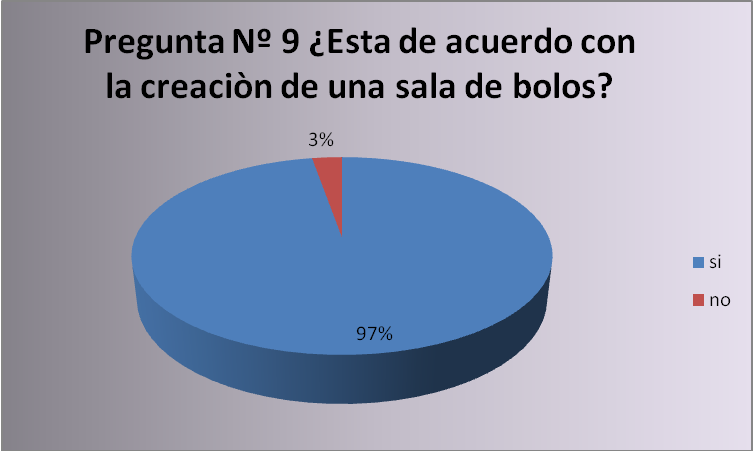 Pregunta Nº 9 ¿Esta de acuerdo con
la creaciòn de una sala de bolos?
3%
97%
si
no